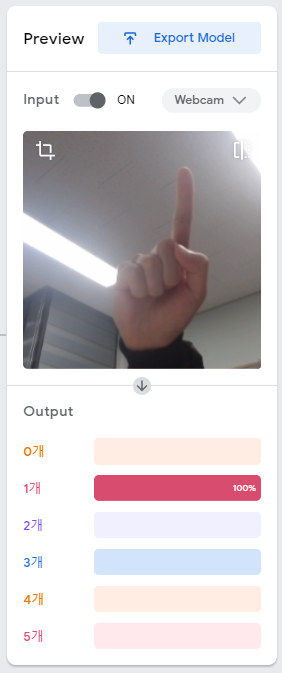 Preview
Export Model
Input ON Webcam
Output
0개
1개 100%
2개
3개
4개
5개